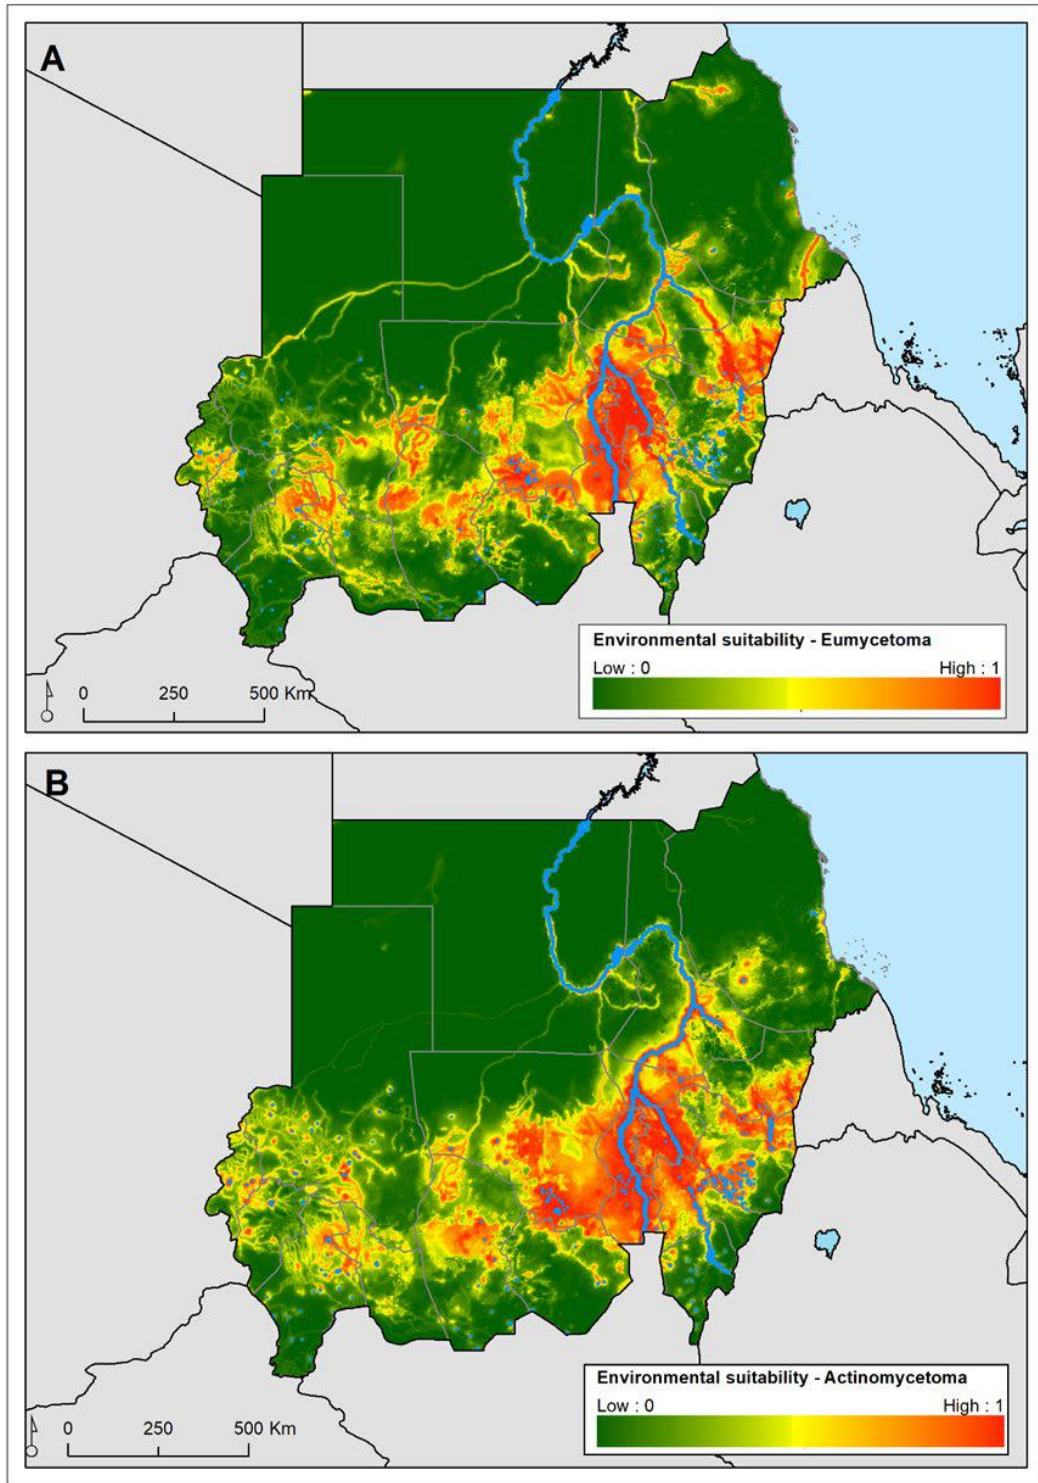 A
Environmental suitability - Eumycetoma
Low : 0 High : 1
0 250 500 Km
B
Environmental suitability - Actinomycetoma
Low : 0 High : 1
0 250 500 Km